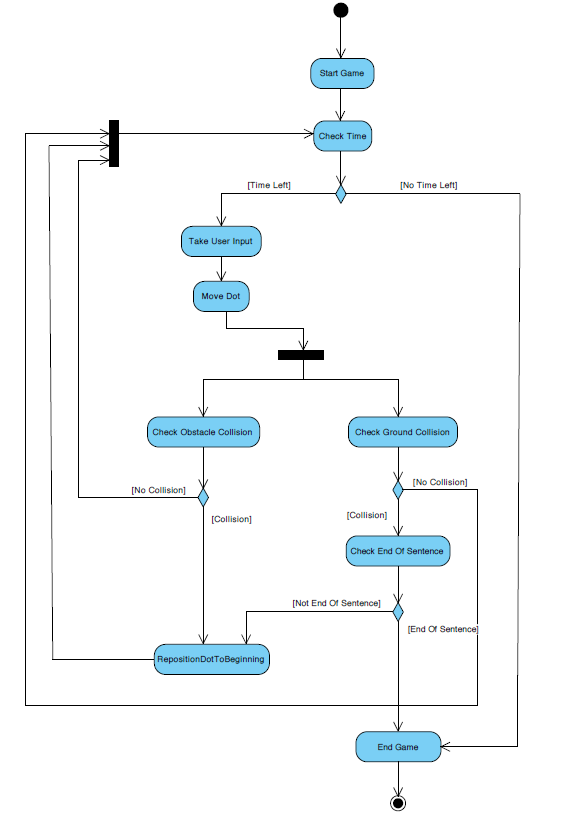 Start Game
Check Time
[Time Left]
[No Time Left]
Take User Input
Move Dot
Check Obstacle Collision
Check Ground Collision
[No Collision]
[No Collision]
[Collision]
[Collision]
Check End Of Sentence
[Not End Of Sentence]
[End Of Sentence]
RepositionDotToBeginning
End Game